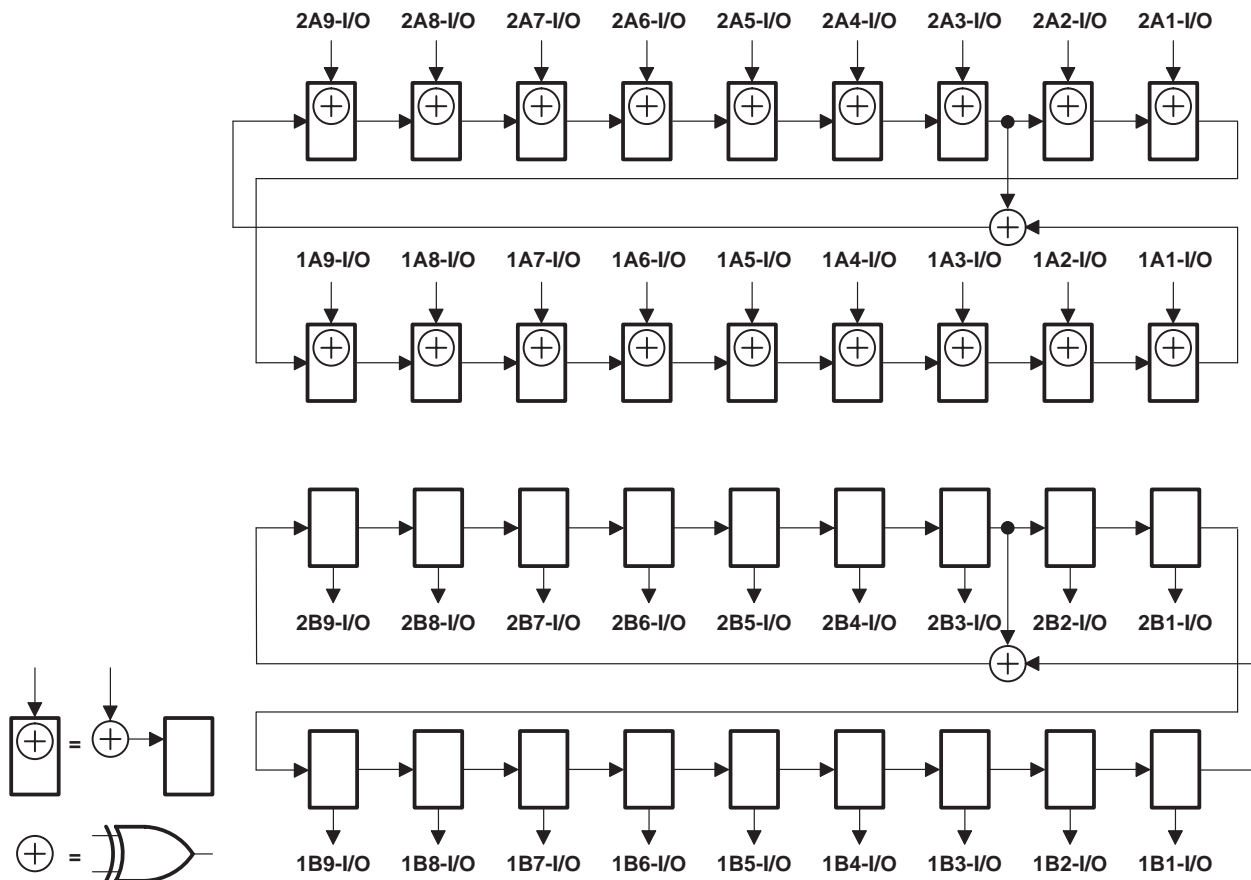 2A9-I/O 2A8-I/O 2A7-I/O 2A6-I/O 2A5-I/O 2A4-I/O 2A3-I/O 2A2-I/O 2A1-I/O
1A9-I/O 1A8-I/O 1A7-I/O 1A6-I/O 1A5-I/O 1A4-I/O 1A3-I/O 1A2-I/O 1A1-I/O
2B9-I/O 2B8-I/O 2B7-I/O 2B6-I/O 2B5-I/O 2B4-I/O 2B3-I/O 2B2-I/O 2B1-I/O
=
=
1B9-I/O 1B8-I/O 1B7-I/O 1B6-I/O 1B5-I/O 1B4-I/O 1B3-I/O 1B2-I/O 1B1-I/O